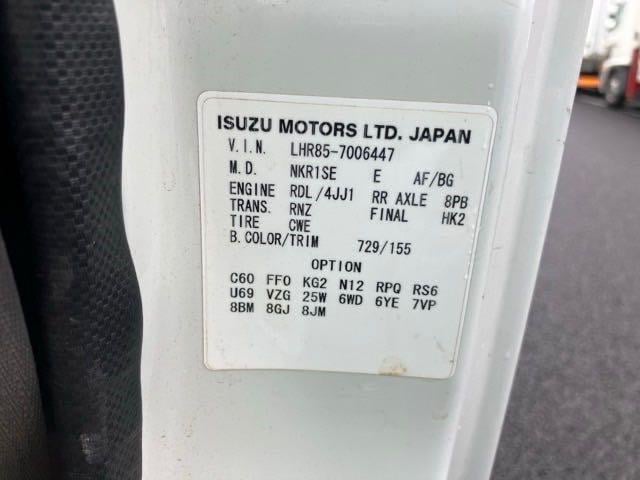 ISUZU MOTORS LTD. JAPAN
V.I.N. LHR85-7006447
M.D. NKR1SE E AF/BG
ENGINE RDL/4JJ1 RR AXLE 8PB
TRANS. RNZ FINAL HK2
TIRE CWE
B.COLOR/TRIM 729/155
OPTION
C60 FF0 KG2 N12 RPQ RS6
U69 VZG 25W 6WD 6YE 7VP
8BM 8GJ 8JM